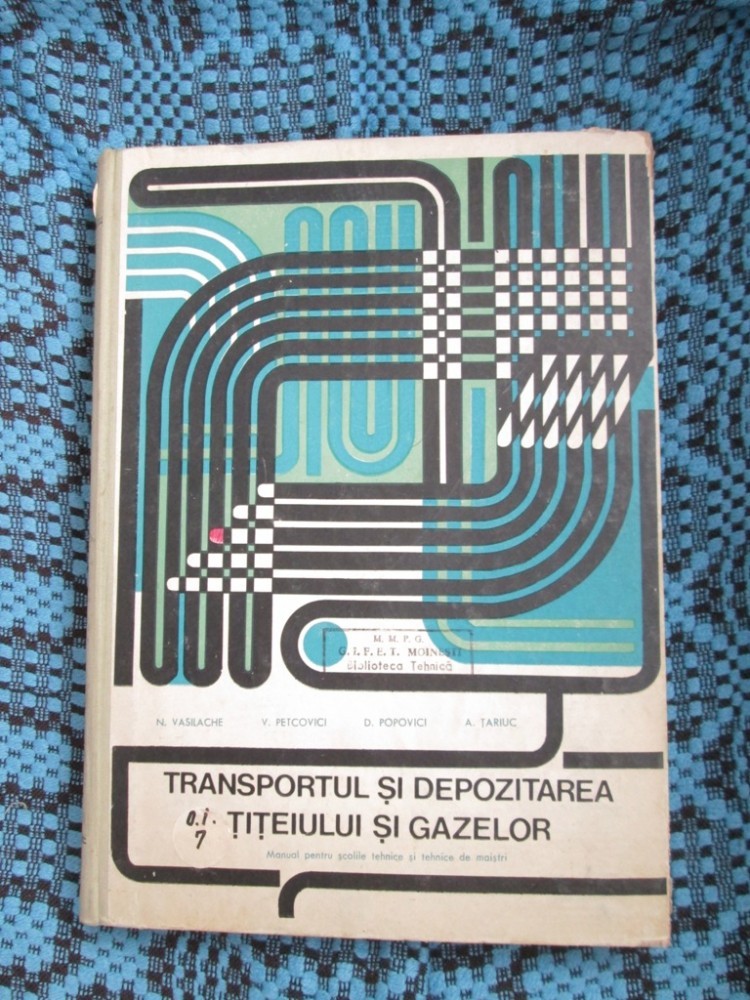 M. M. P. G.
G. I. F. E. T. MOINEȘTI
Biblioteca Tehnică
N. VASILACHE V. PETCOVICI D. POPOVICI A. ȚARIUC
TRANSPORTUL ȘI DEPOZITAREA
ȚIȚEIULUI ȘI GAZELOR
o.i.
7
Manual pentru școlile tehnice și tehnice de maiștri